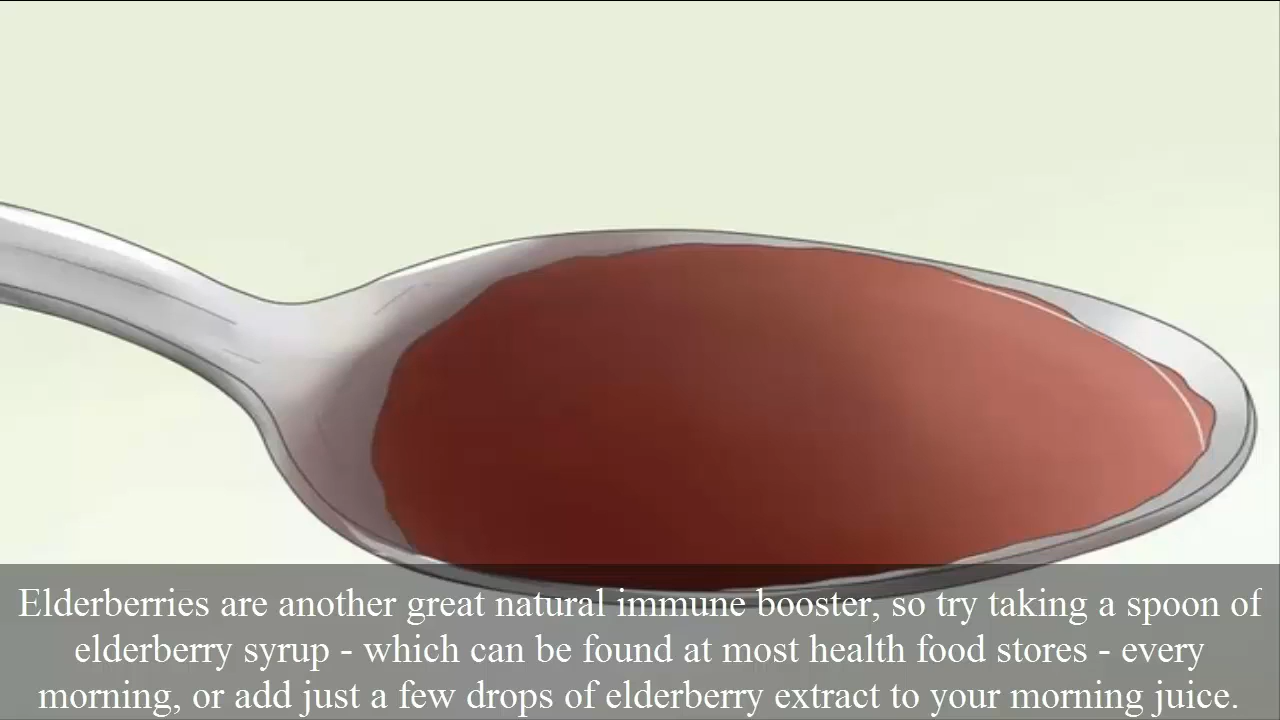 Elderberries are another great natural immune booster, so try taking a spoon of
elderberry syrup - which can be found at most health food stores - every
morning, or add just a few drops of elderberry extract to your morning juice.